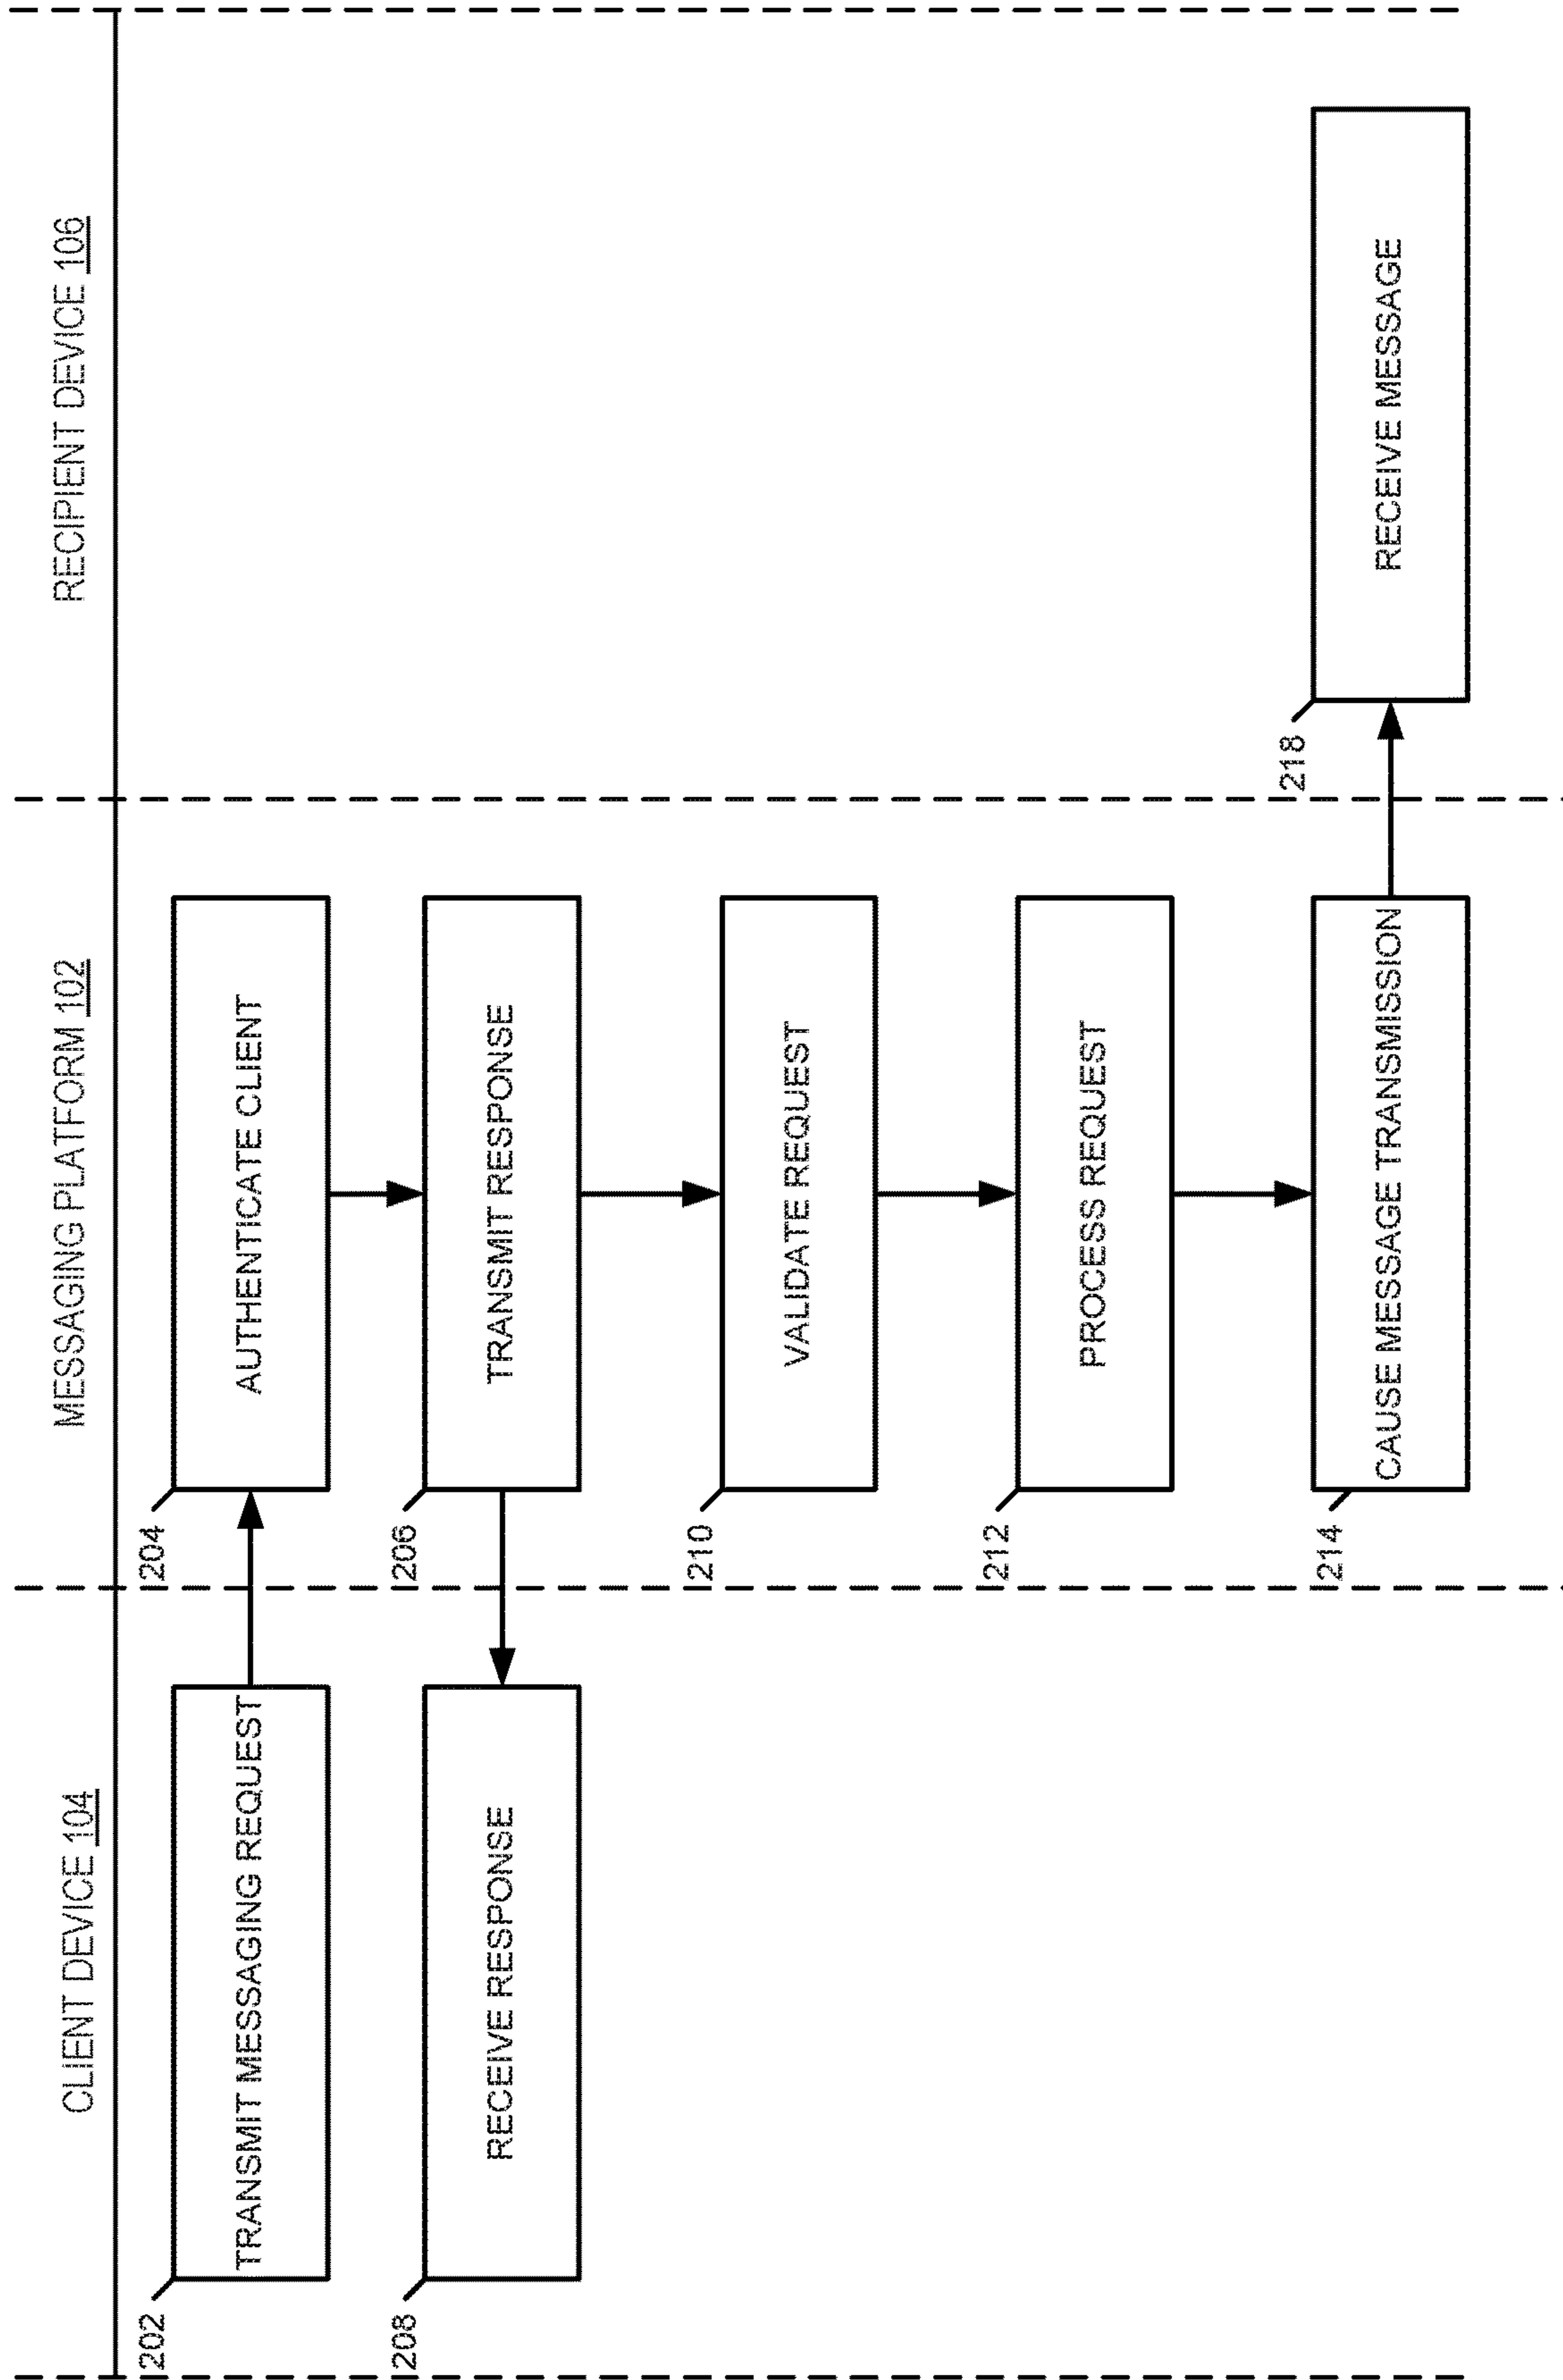 CLIENT DEVICE 104
MESSAGING PLATFORM 102
RECIPIENT DEVICE 106
202
TRANSMIT MESSAGING REQUEST
204
AUTHENTICATE CLIENT
208
RECEIVE RESPONSE
206
TRANSMIT RESPONSE
210
VALIDATE REQUEST
212
PROCESS REQUEST
214
CAUSE MESSAGE TRANSMISSION
218
RECEIVE MESSAGE